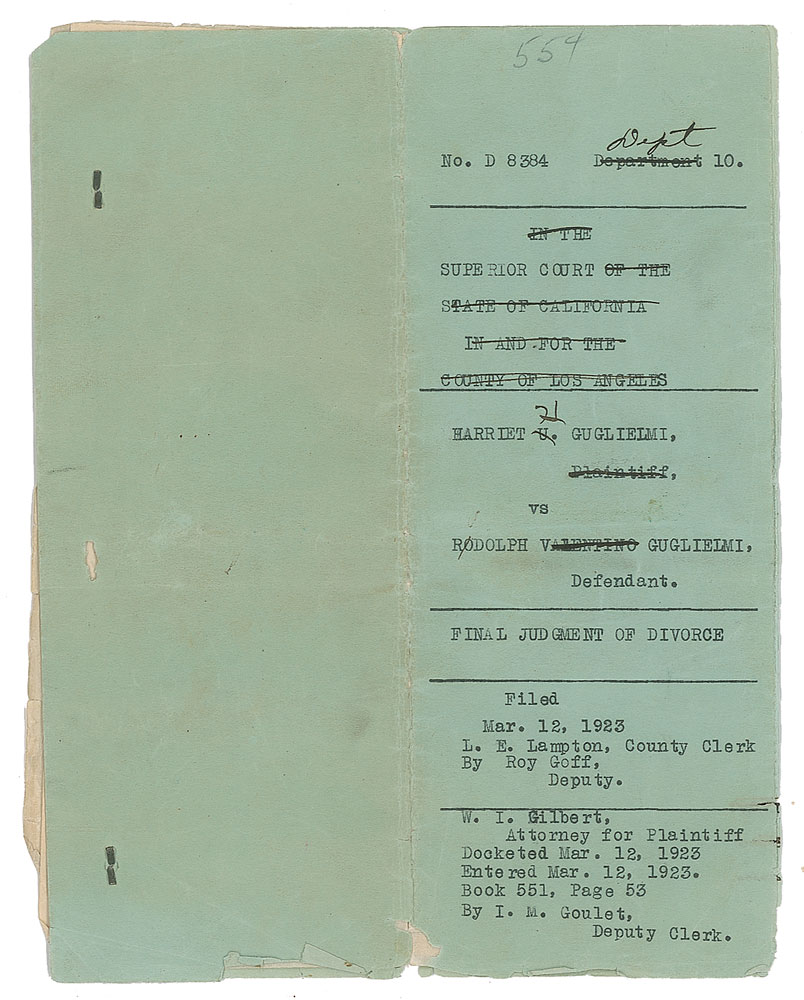 554
Dept
No. D 8384 Department 10.
IN THE
SUPERIOR COURT OF THE
STATE OF CALIFORNIA
IN AND FOR THE
COUNTY OF LOS ANGELES
HARRIET U. GUGLIELMI,
Plaintiff,
vs
RODOLPH VALENTINO GUGLIELMI,
Defendant.
FINAL JUDGMENT OF DIVORCE
Filed
Mar. 12, 1923
L. E. Lampton, County Clerk
By Roy Goff,
Deputy.
W. I. Gilbert,
Attorney for Plaintiff
Docketed Mar. 12, 1923
Entered Mar. 12, 1923.
Book 551, Page 53
By I. M. Goulet,
Deputy Clerk.